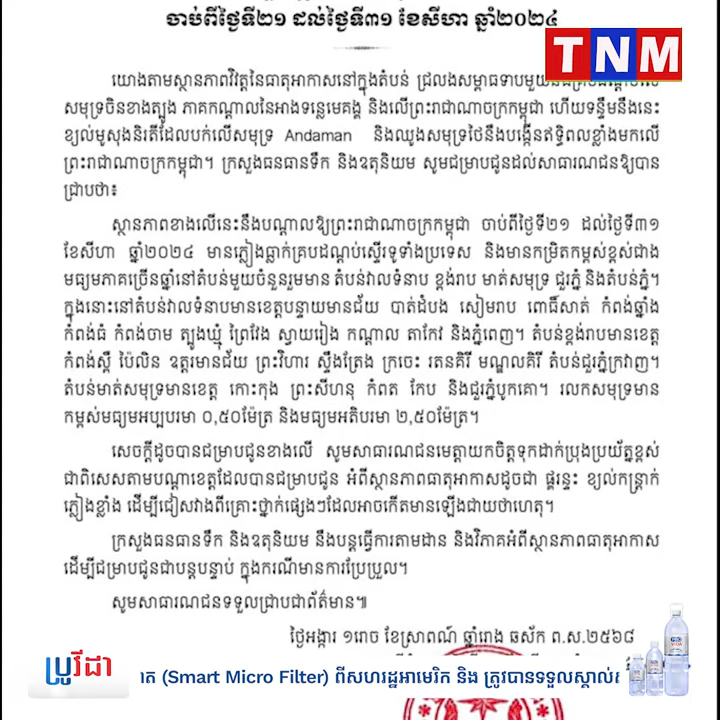 ចាប់ពីថ្ងៃទី២១ ដល់ថ្ងៃទី៣១ ខែសីហា ឆ្នាំ២០២៤
TNM
យោងតាមស្ថានភាពវិវត្តនៃធាតុអាកាសនៅក្នុងតំបន់ ជ្រលងសម្ពាធទាបមួយ
សមុទ្រចិនខាងត្បូង ភាគកណ្តាលនៃអាងទន្លេមេគង្គ និងលើព្រះរាជាណាចក្រកម្ពុជា ហើយទន្ទឹមនឹងនេះ
ខ្យល់មូសុងនិរតីដែលបក់លើសមុទ្រ Andaman និងឈូងសមុទ្រថៃនឹងបង្កើនឥទ្ធិពលខ្លាំងមកលើ
ព្រះរាជាណាចក្រកម្ពុជា។ ក្រសួងធនធានទឹក និងឧតុនិយម សូមជម្រាបជូនដល់សាធារណជនឱ្យបាន
ជ្រាបថា៖
ស្ថានភាពខាងលើនេះនឹងបណ្តាលឱ្យព្រះរាជាណាចក្រកម្ពុជា ចាប់ពីថ្ងៃទី២១ ដល់ថ្ងៃទី៣១
ខែសីហា ឆ្នាំ២០២៤ មានភ្លៀងធ្លាក់គ្របដណ្តប់ស្ទើរទូទាំងប្រទេស និងមានកម្រិតកម្ពស់ខ្ពស់ជាង
មធ្យមភាគច្រើនឆ្នាំនៅតំបន់មួយចំនួនរួមមាន តំបន់វាលទំនាប ខ្ពង់រាប មាត់សមុទ្រ ជួរភ្នំ និងតំបន់ភ្នំ។
ក្នុងនោះនៅតំបន់វាលទំនាបមានខេត្តបន្ទាយមានជ័យ បាត់ដំបង សៀមរាប ពោធិ៍សាត់ កំពង់ឆ្នាំង
កំពង់ធំ កំពង់ចាម ត្បូងឃ្មុំ ព្រៃវែង ស្វាយរៀង កណ្តាល តាកែវ និងភ្នំពេញ។ តំបន់ខ្ពង់រាបមានខេត្ត
កំពង់ស្ពឺ ប៉ៃលិន ឧត្តរមានជ័យ ព្រះវិហារ ស្ទឹងត្រែង ក្រចេះ រតនគិរី មណ្ឌលគិរី តំបន់ជួរភ្នំក្រវាញ។
តំបន់មាត់សមុទ្រមានខេត្ត កោះកុង ព្រះសីហនុ កំពត កែប និងជួរភ្នំបូកគោ។ រលកសមុទ្រមាន
កម្ពស់មធ្យមអប្បបរមា ០,៥០ម៉ែត្រ និងមធ្យមអតិបរមា ២,៥០ម៉ែត្រ។
សេចក្តីដូចបានជម្រាបជូនខាងលើ សូមសាធារណជនមេត្តាយកចិត្តទុកដាក់ប្រុងប្រយ័ត្នខ្ពស់
ជាពិសេសតាមបណ្តាខេត្តដែលបានជម្រាបជូន អំពីស្ថានភាពធាតុអាកាសដូចជា ផ្គរន្ទះ ខ្យល់កន្ត្រាក់
ភ្លៀងខ្លាំង ដើម្បីជៀសវាងពីគ្រោះថ្នាក់ផ្សេងៗដែលអាចកើតមានឡើងជាយថាហេតុ។
ក្រសួងធនធានទឹក និងឧតុនិយម នឹងបន្តធ្វើការតាមដាន និងវិភាគអំពីស្ថានភាពធាតុអាកាស
ដើម្បីជម្រាបជូនជាបន្តបន្ទាប់ ក្នុងករណីមានការប្រែប្រួល។
សូមសាធារណជនទទួលជ្រាបជាព័ត៌មាន៕
ថ្ងៃអង្គារ ១រោច ខែស្រាពណ៍ ឆ្នាំរោង ឆស័ក ព.ស.២៥៦៨
ប្រូវីដា
(Smart Micro Filter) ពីសហរដ្ឋអាមេរិក និង ត្រូវបានទទួលស្គាល់